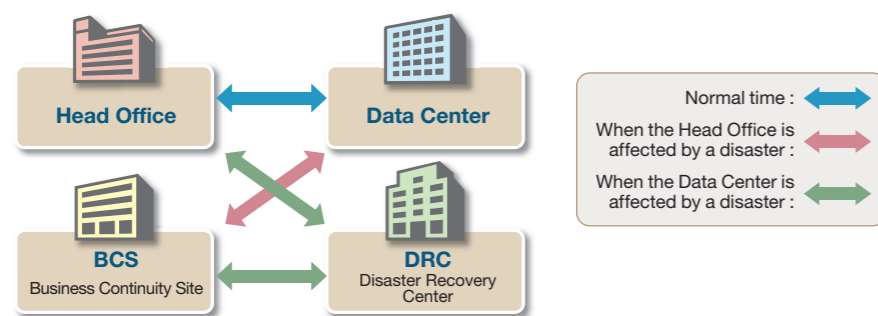 Head Office
Data Center
BCS
Business Continuity Site
DRC
Disaster Recovery
Center
Normal time :
When the Head Office is
affected by a disaster :
When the Data Center is
affected by a disaster :